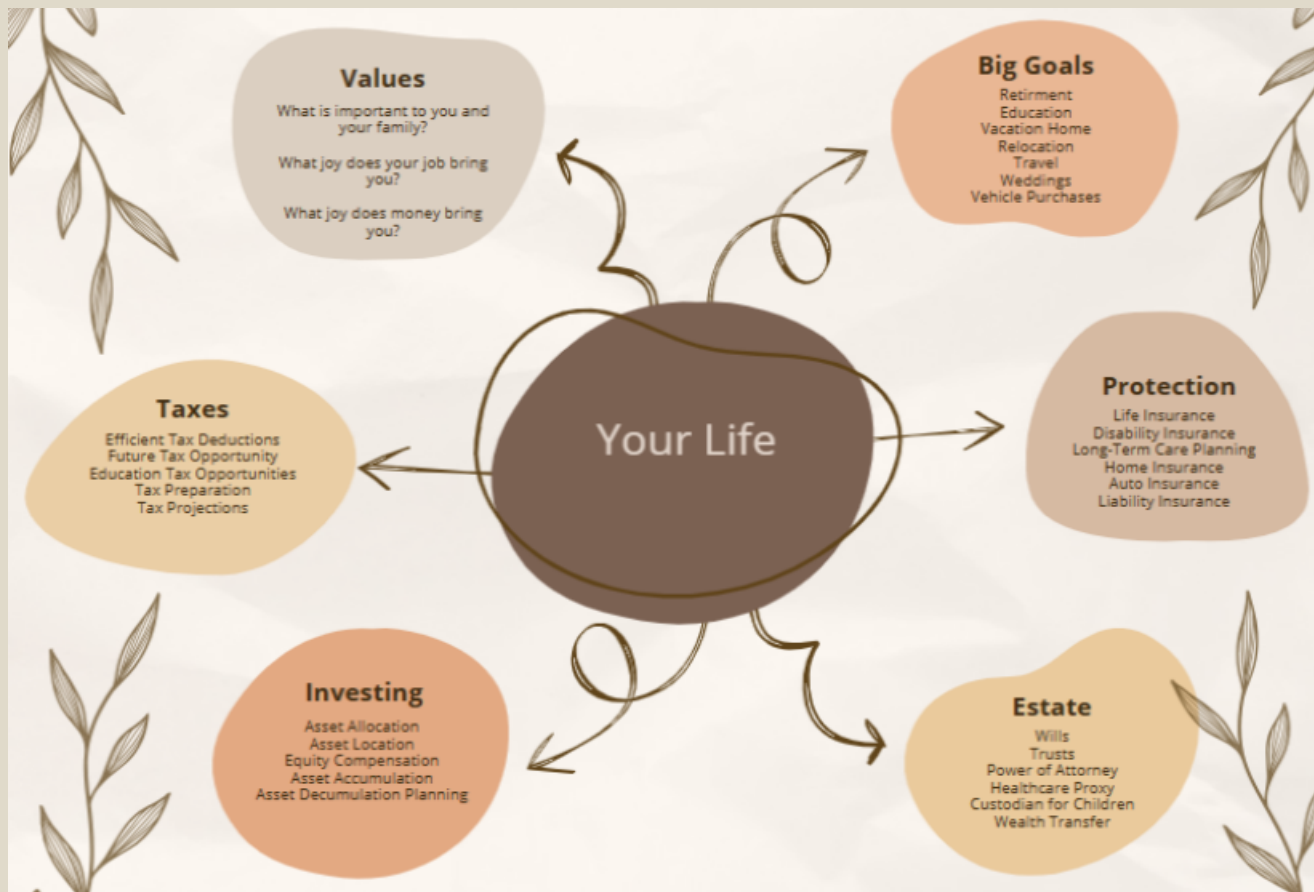 Values
What is important to you and
your family?
What joy does your job bring
you?
What joy does money bring
you?
Big Goals
Retirment
Education
Vacation Home
Relocation
Travel
Weddings
Vehicle Purchases
Taxes
Efficient Tax Deductions
Future Tax Opportunity
Education Tax Opportunities
Tax Preparation
Tax Projections
Your Life
Protection
Life Insurance
Disability Insurance
Long-Term Care Planning
Home Insurance
Auto Insurance
Liability Insurance
Investing
Asset Allocation
Asset Location
Equity Compensation
Asset Accumulation
Asset Decumulation Planning
Estate
Wills
Trusts
Power of Attorney
Healthcare Proxy
Custodian for Children
Wealth Transfer